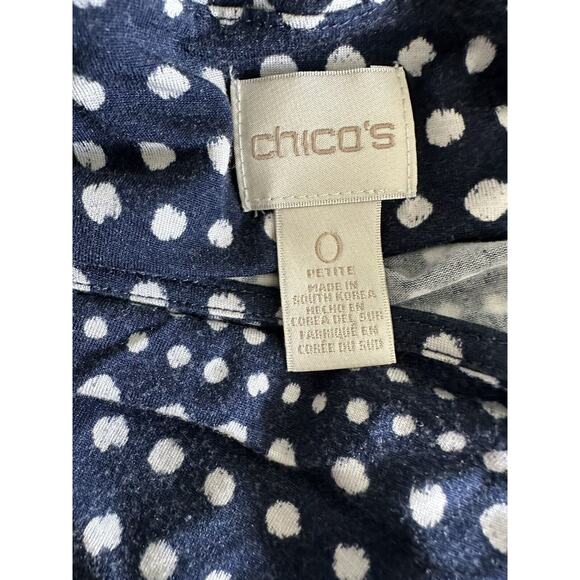 chico's
0
PETITE
MADE IN
SOUTH KOREA
HECHO EN
COREA DEL SUR
FABRIQUÉ EN
CORÉE DU SUD